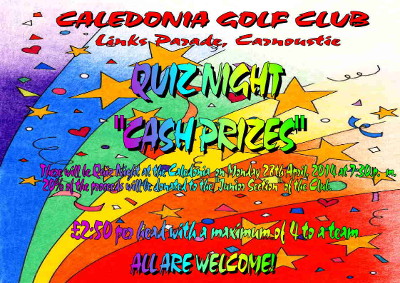 CALEDONIA GOLF CLUB
Links Parade, Carnoustie
QUIZ NIGHT
"CASH PRIZES"
There will be Quiz Night at the Caledonia on Monday 28th April, 2014 at 7:30p.m.
20% of the proceeds will be donated to the "Junior Section" of the Club.
£2:50 per head with a maximum of 4 to a team
ALL ARE WELCOME!